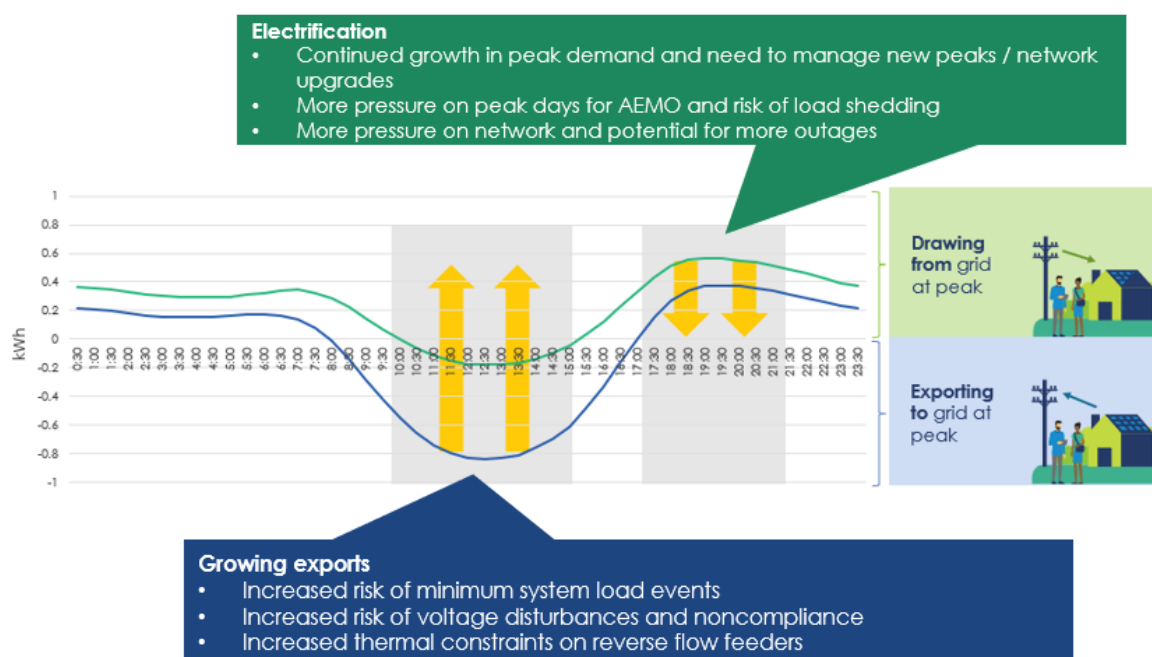 Electrification
• Continued growth in peak demand and need to manage new peaks / network
upgrades
• More pressure on peak days for AEMO and risk of load shedding
• More pressure on network and potential for more outages
1
0.8
0.6
0.4
0.2
0
-0.2
-0.4
-0.6
-0.8
-1
kWh
0:30 1:00 1:30 2:00 2:30 3:00 3:30 4:00 4:30 5:00 5:30 6:00 6:30 7:00 7:30 8:00 8:30 9:00 9:30 10:00 10:30 11:00 11:30 12:00 12:30 13:00 13:30 14:00 14:30 15:00 15:30 16:00 16:30 17:00 17:30 18:00 18:30 19:00 19:30 20:00 20:30 21:00 21:30 22:00 22:30 23:00 23:30
Drawing
from grid
at peak
Exporting
to grid at
peak
Growing exports
• Increased risk of minimum system load events
• Increased risk of voltage disturbances and noncompliance
• Increased thermal constraints on reverse flow feeders